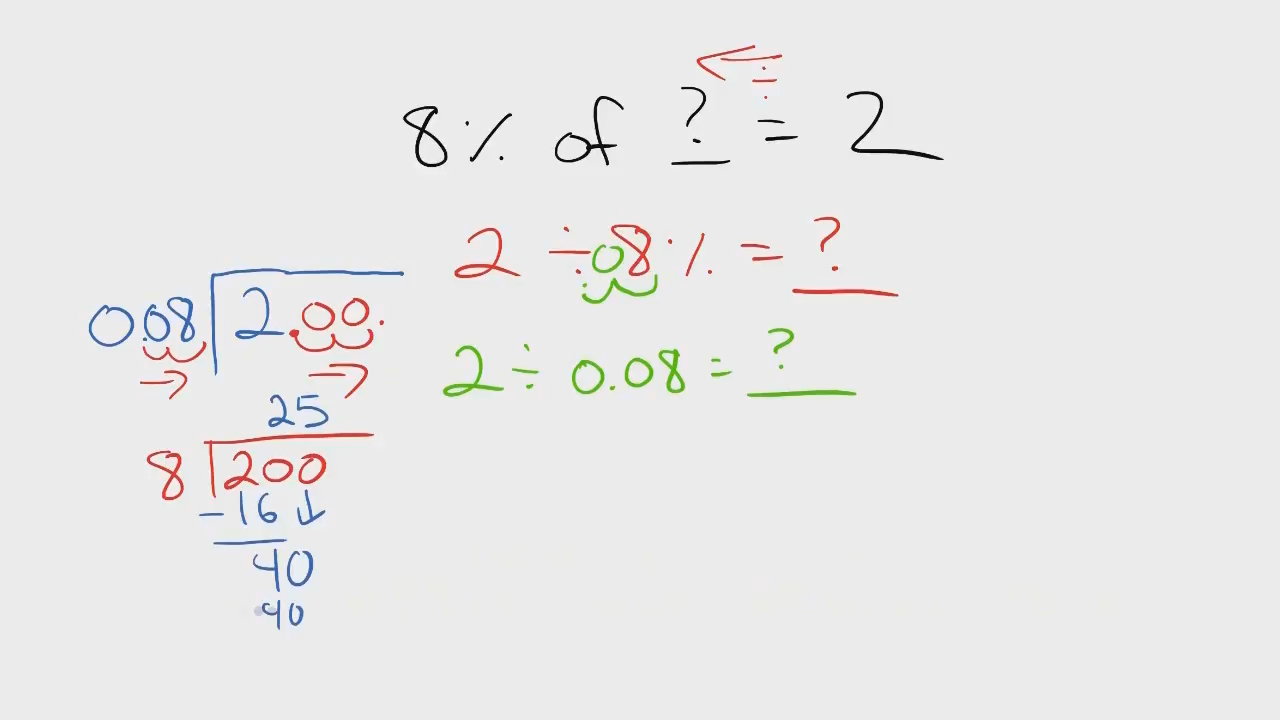 8% of ? = 2
÷
2 ÷ 08% = ?
0.08 2.00.
2 ÷ 0.08 = ?
25
8 200
-16
40
40